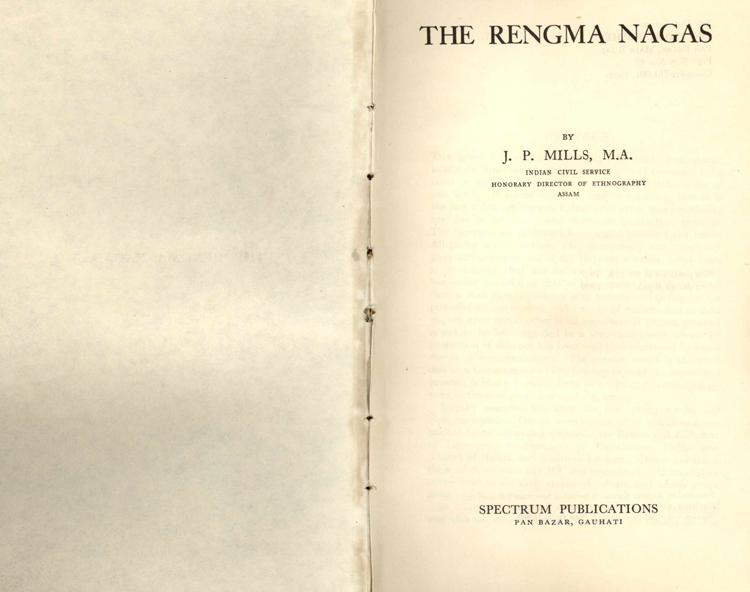 THE RENGMA NAGAS
BY
J. P. MILLS, M.A.
INDIAN CIVIL SERVICE
HONORARY DIRECTOR OF ETHNOGRAPHY
ASSAM
SPECTRUM PUBLICATIONS
PAN BAZAR, GAUHATI